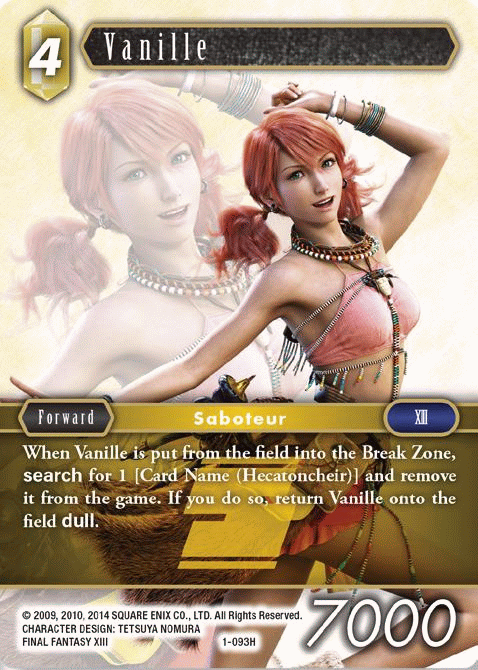 4
Vanille
Forward
Saboteur
XIII
When Vanille is put from the field into the Break Zone,
search for 1 [Card Name (Hecatoncheir)] and remove
it from the game. If you do so, return Vanille onto the
field dull.
© 2009, 2010, 2014 SQUARE ENIX CO., LTD. All Rights Reserved.
CHARACTER DESIGN: TETSUYA NOMURA
FINAL FANTASY XIII
1-093H
7000